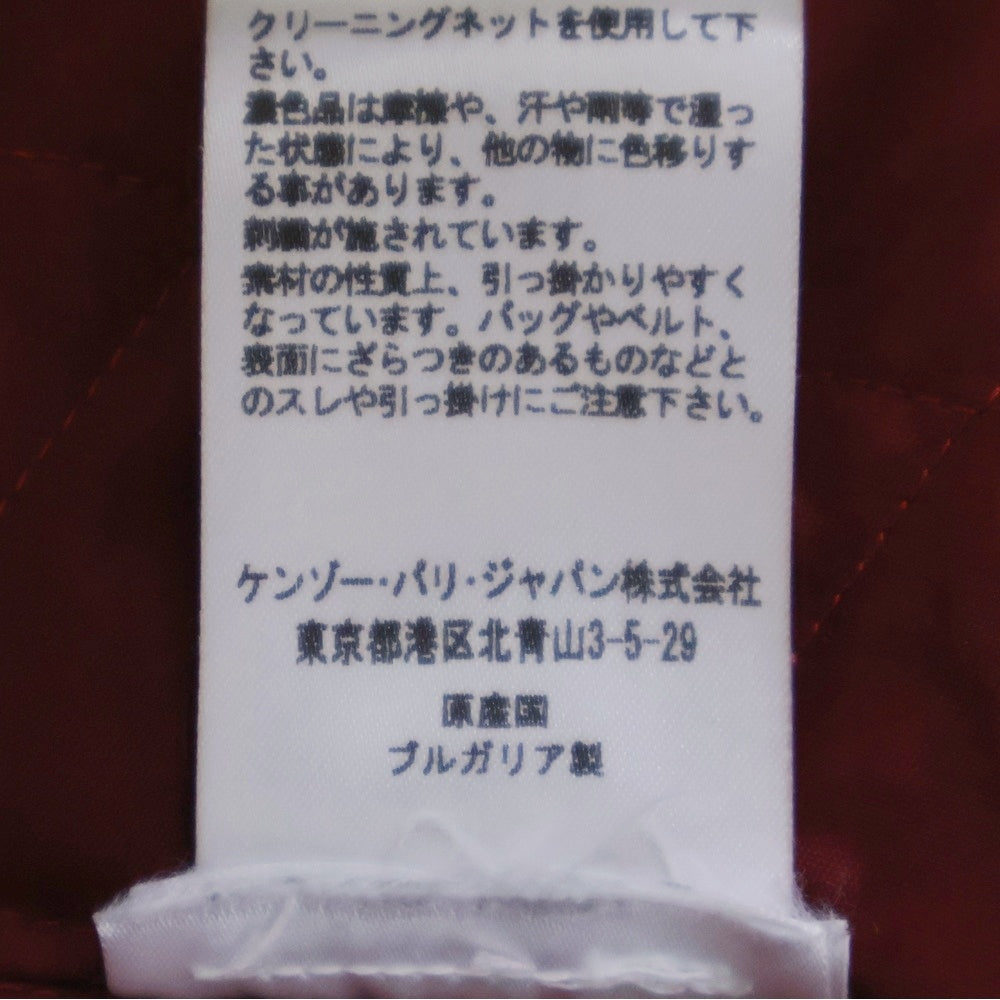 クリーニングネットを使用して下
さい。
濃色品は摩擦や、汗や雨等で湿っ
た状態により、他の物に色移りす
る事があります。
刺繍が施されています。
素材の性質上、引っ掛かりやすく
なっています。バッグやベルト、
表面にざらつきのあるものなどと
のスレや引っ掛けにご注意下さい。
ケンゾー・パリ・ジャパン株式会社
東京都港区北青山3-5-29
原産国
ブルガリア製